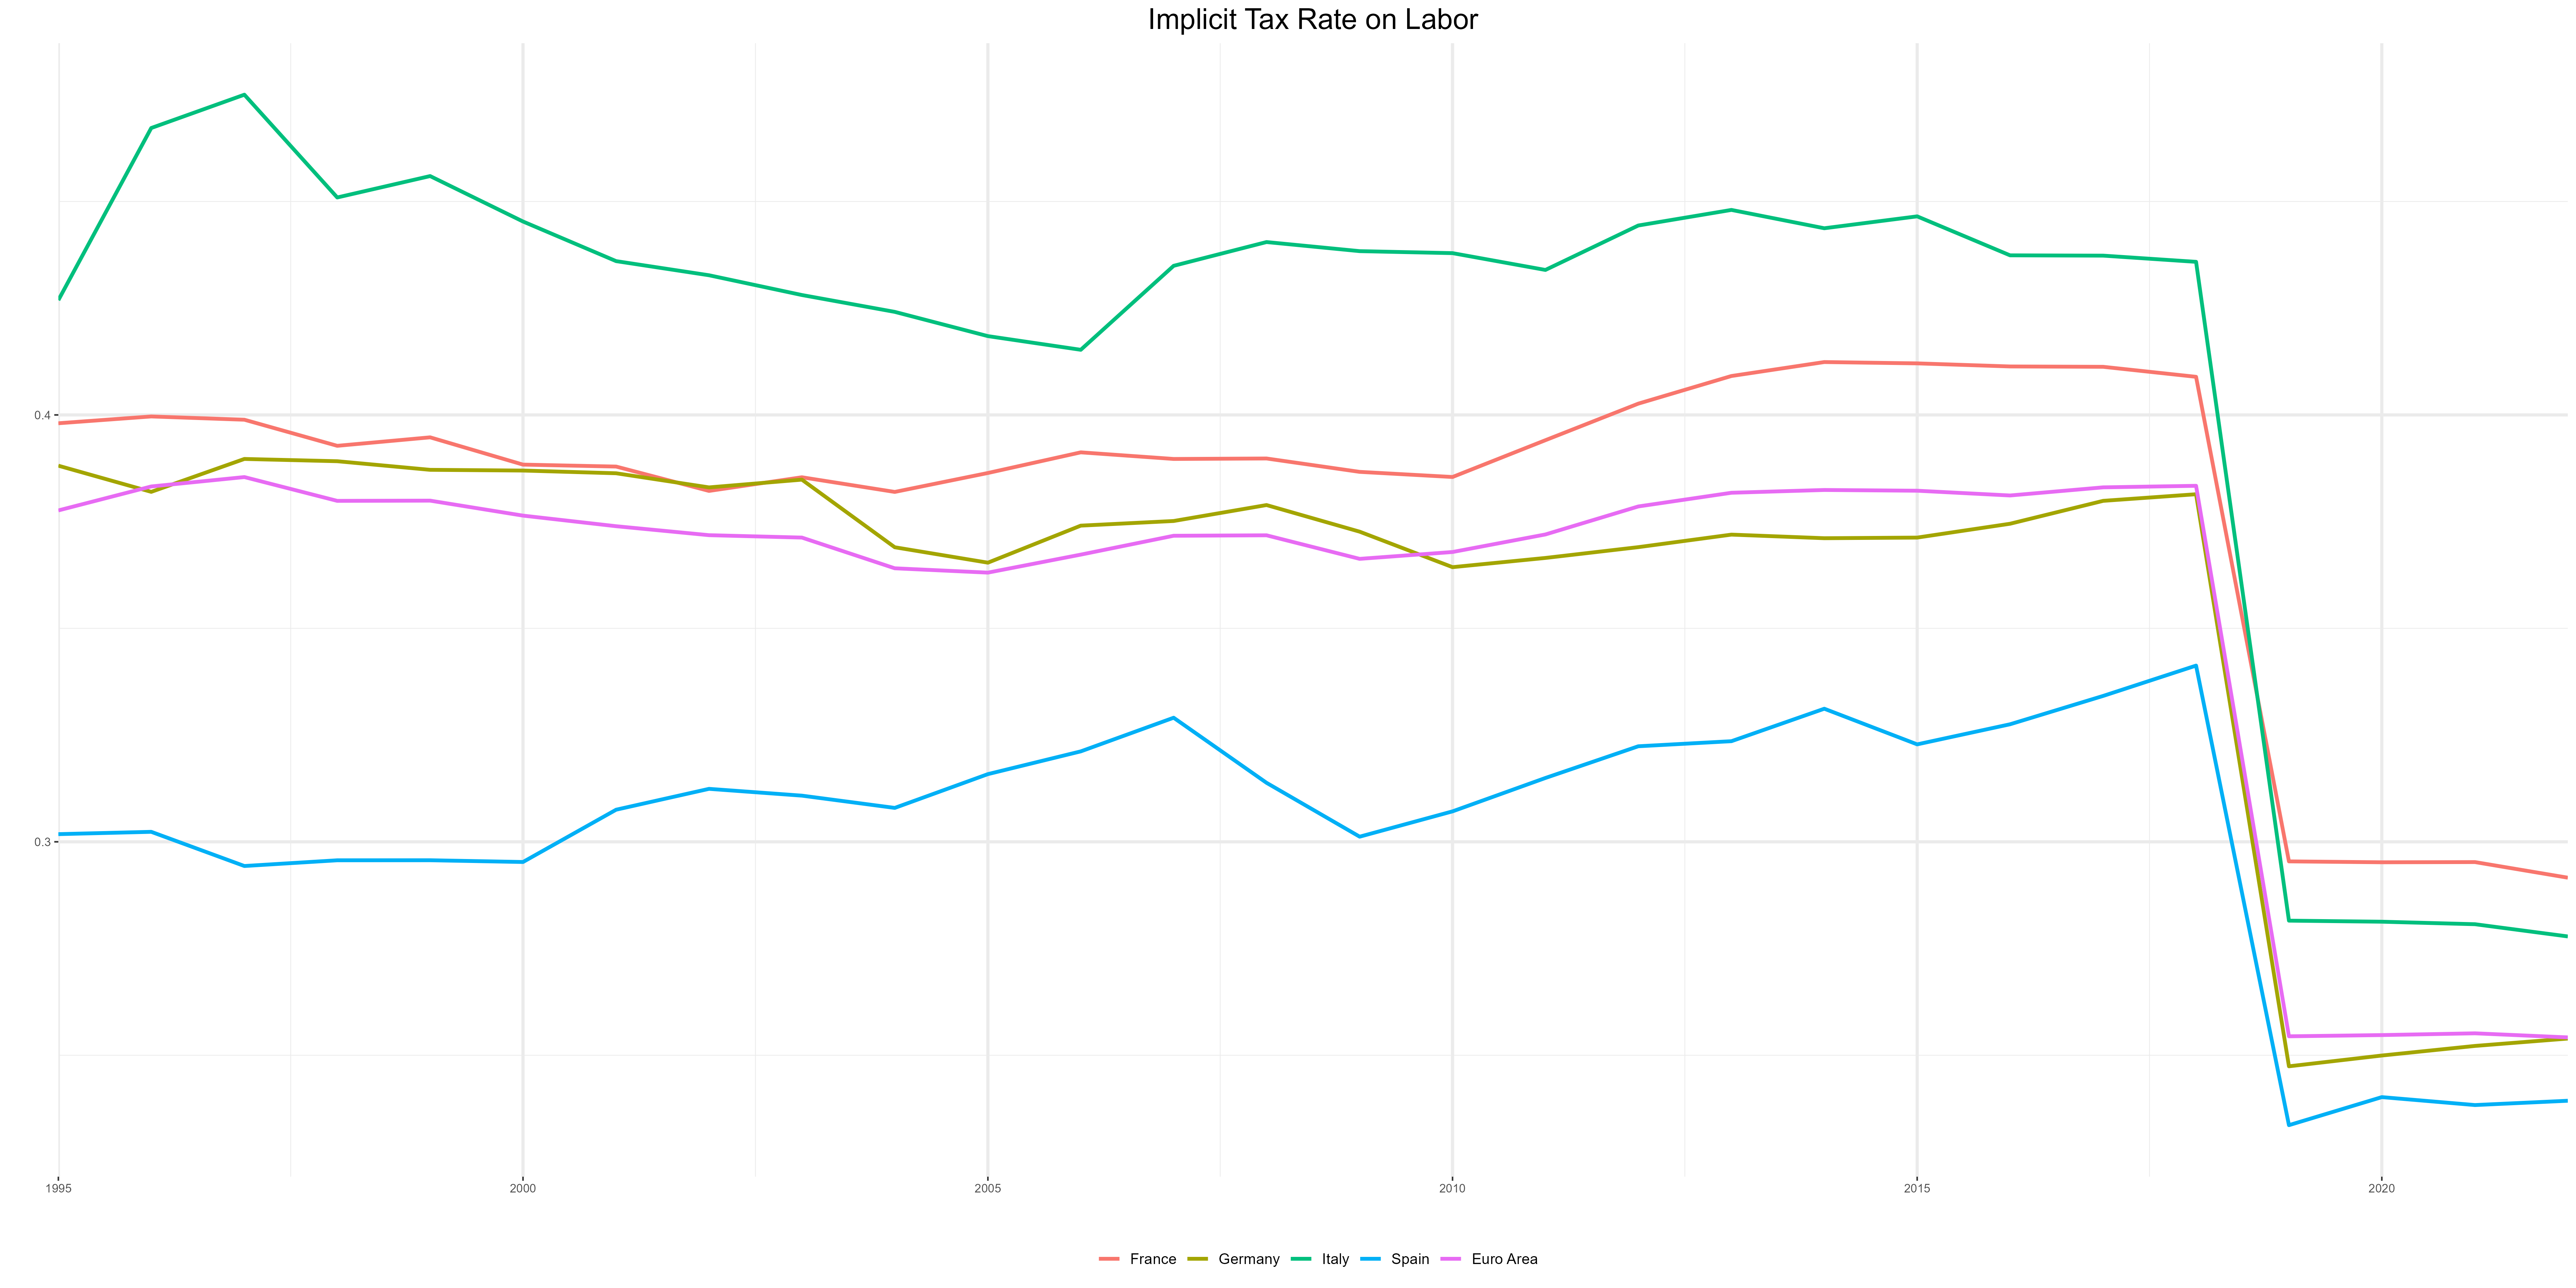 Implicit Tax Rate on Labor
0.4
0.3
1995 2000 2005 2010 2015 2020
France Germany Italy Spain Euro Area